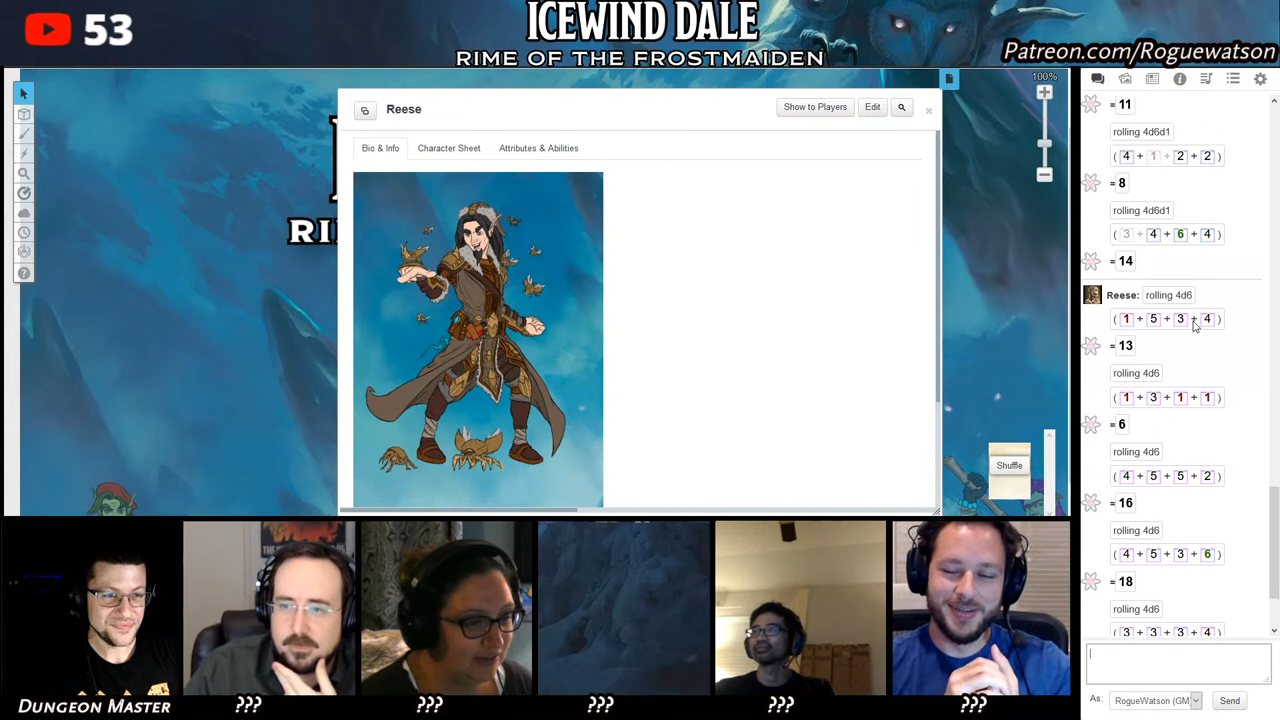 53
ICEWIND DALE
RIME OF THE FROSTMAIDEN
Patreon.com/Roguewatson
100%
Reese
Show to Players
Edit
Bio & Info
Character Sheet
Attributes & Abilities
RI
Shuffle
= 11
rolling 4d6d1
( 4 + 1 + 2 + 2 )
= 8
rolling 4d6d1
( 3 + 4 + 6 + 4 )
= 14
Reese: rolling 4d6
( 1 + 5 + 3 + 4 )
= 13
rolling 4d6
( 1 + 3 + 1 + 1 )
= 6
rolling 4d6
( 4 + 5 + 5 + 2 )
= 16
rolling 4d6
( 4 + 5 + 3 + 6 )
= 18
rolling 4d6
( 3 + 3 + 3 + 4 )
As: RogueWatson (GM)
Send
DUNGEON MASTER
???
???
???
???
???